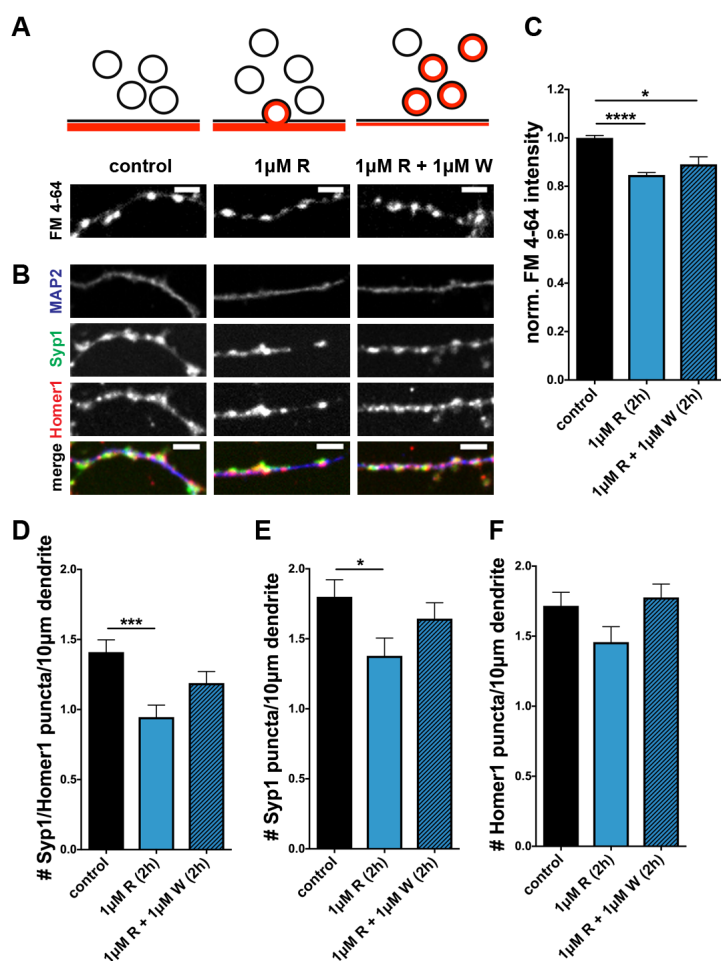 A
control 1µM R 1µM R + 1µM W
FM 4-64
B
MAP2
Syp1
Homer1
merge
C
norm. FM 4-64 intensity
1.2
1.0
0.8
0.6
0.4
0.2
0.0
****
*
control
1µM R (2h)
1µM R + 1µM W (2h)
D
# Syp1/Homer1 puncta/10µm dendrite
2.0
1.5
1.0
0.5
0.0
***
control
1µM R (2h)
1µM R + 1µM W (2h)
E
# Syp1 puncta/10µm dendrite
2.0
1.5
1.0
0.5
0.0
*
control
1µM R (2h)
1µM R + 1µM W (2h)
F
# Homer1 puncta/10µm dendrite
2.0
1.5
1.0
1.5
0.0
control
1µM R (2h)
1µM R + 1µM W (2h)